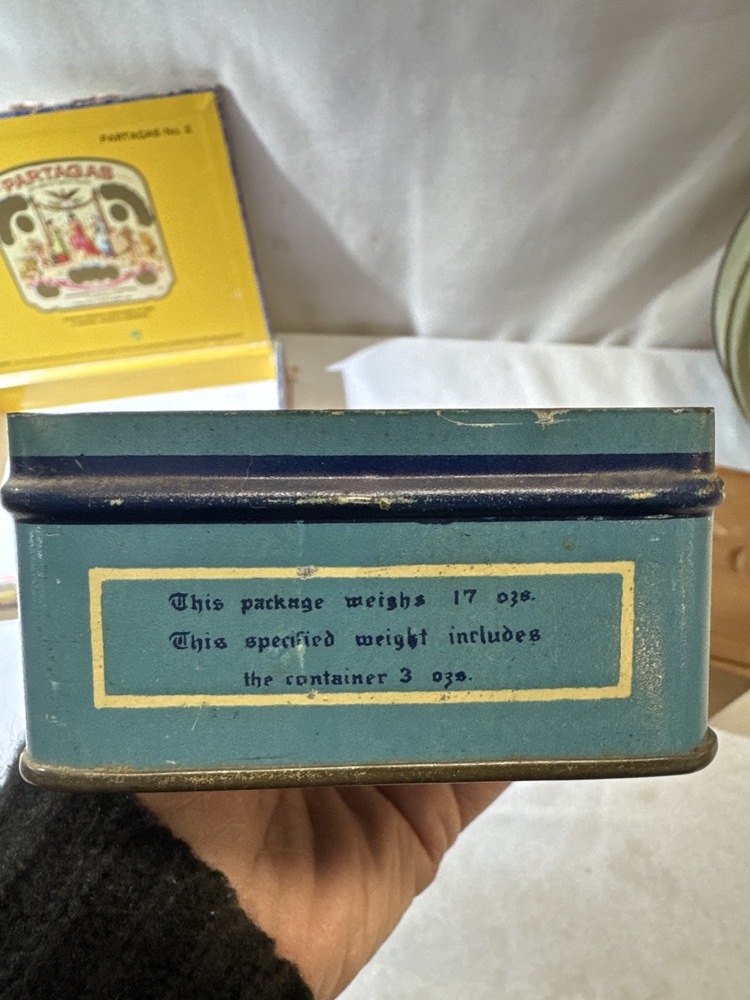 PARTAGAS No. 2
PARTAGAS
This package weighs 17 ozs.
This specified weight includes
the container 3 ozs.